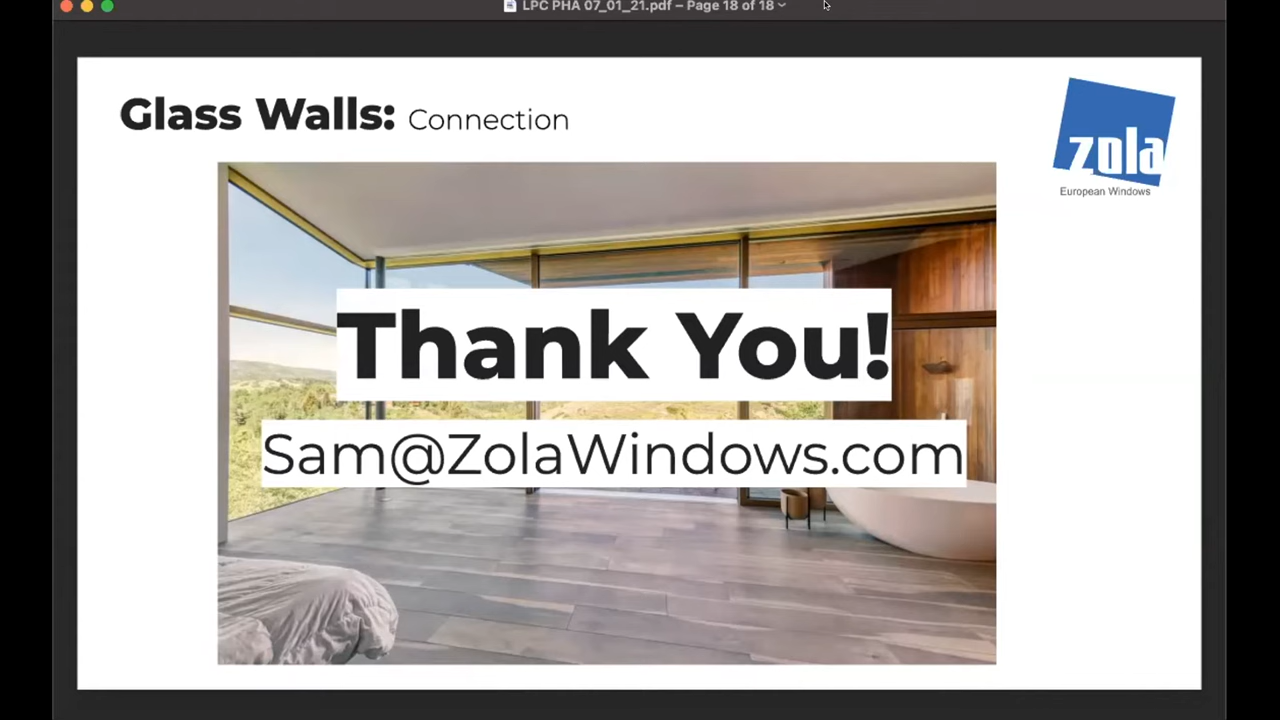 LPC PHA 07_01_21.pdf – Page 18 of 18
Glass Walls: Connection
zola
European Windows
Thank You!
Sam@ZolaWindows.com